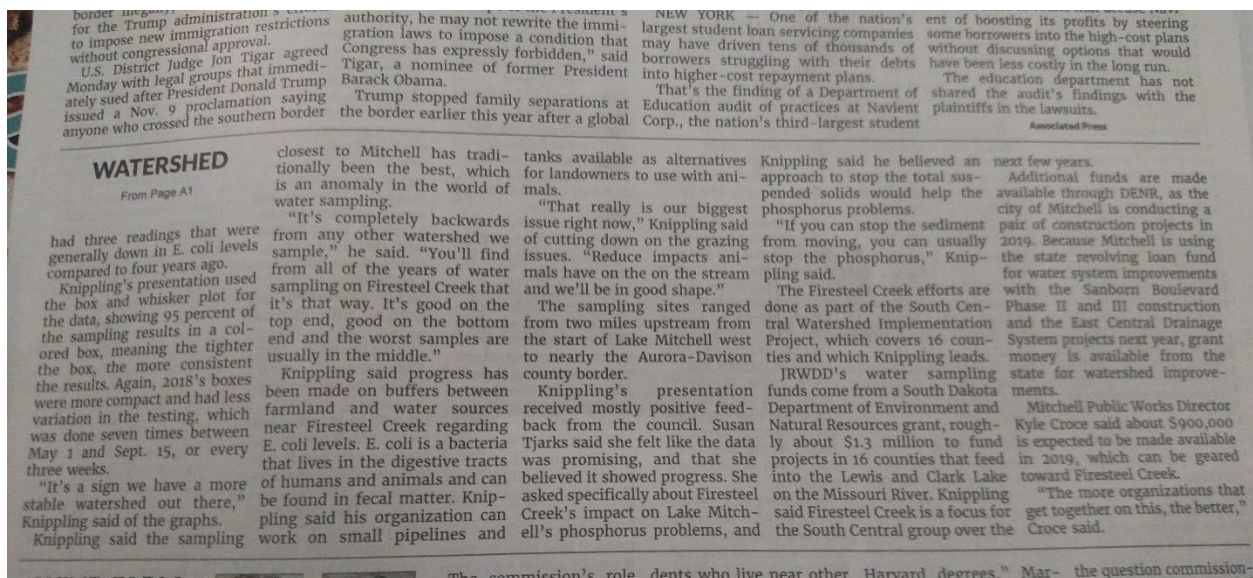 border
for the Trump administration's
to impose new immigration restrictions
without congressional approval.
U.S. District Judge Jon Tigar agreed
Monday with legal groups that immedi-
ately sued after President Donald Trump
issued a Nov. 9 proclamation saying
anyone who crossed the southern border
authority, he may not rewrite the immi-
gration laws to impose a condition that
Congress has expressly forbidden," said
Tigar, a nominee of former President
Barack Obama.
Trump stopped family separations at
the border earlier this year after a global
NEW YORK — One of the nation's
largest student loan servicing companies
may have driven tens of thousands of
borrowers struggling with their debts
into higher-cost repayment plans.
That's the finding of a Department of
Education audit of practices at Navient
Corp., the nation's third-largest student
ent of boosting its profits by steering
some borrowers into the high-cost plans
without discussing options that would
have been less costly in the long run.
The education department has not
shared the audit's findings with the
plaintiffs in the lawsuits.
Associated Press
WATERSHED
From Page A1
had three readings that were
generally down in E. coli levels
compared to four years ago.
Knippling's presentation used
the box and whisker plot for
the data, showing 95 percent of
the sampling results in a col-
ored box, meaning the tighter
the box, the more consistent
the results. Again, 2018's boxes
were more compact and had less
variation in the testing, which
was done seven times between
May 1 and Sept. 15, or every
three weeks.
"It's a sign we have a more
stable watershed out there,"
Knippling said of the graphs.
Knippling said the sampling
closest to Mitchell has tradi-
tionally been the best, which
is an anomaly in the world of
water sampling.
"It's completely backwards
from any other watershed we
sample," he said. "You'll find
from all of the years of water
sampling on Firesteel Creek that
it's that way. It's good on the
top end, good on the bottom
end and the worst samples are
usually in the middle."
Knippling said progress has
been made on buffers between
farmland and water sources
near Firesteel Creek regarding
E. coli levels. E. coli is a bacteria
that lives in the digestive tracts
of humans and animals and can
be found in fecal matter. Knip-
pling said his organization can
work on small pipelines and
tanks available as alternatives
for landowners to use with ani-
mals.
"That really is our biggest
issue right now," Knippling said
of cutting down on the grazing
issues. "Reduce impacts ani-
mals have on the on the stream
and we'll be in good shape."
The sampling sites ranged
from two miles upstream from
the start of Lake Mitchell west
to nearly the Aurora-Davison
county border.
Knippling's presentation
received mostly positive feed-
back from the council. Susan
Tjarks said she felt like the data
was promising, and that she
believed it showed progress. She
asked specifically about Firesteel
Creek's impact on Lake Mitch-
ell's phosphorus problems, and
Knippling said he believed an
approach to stop the total sus-
pended solids would help the
phosphorus problems.
"If you can stop the sediment
from moving, you can usually
stop the phosphorus," Knip-
pling said.
The Firesteel Creek efforts are
done as part of the South Cen-
tral Watershed Implementation
Project, which covers 16 coun-
ties and which Knippling leads.
JRWDD's water sampling
funds come from a South Dakota
Department of Environment and
Natural Resources grant, rough-
ly about $1.3 million to fund
projects in 16 counties that feed
into the Lewis and Clark Lake
on the Missouri River. Knippling
said Firesteel Creek is a focus for
the South Central group over the
next few years.
Additional funds are made
available through DENR, as the
city of Mitchell is conducting a
pair of construction projects in
2019. Because Mitchell is using
the state revolving loan fund
for water system improvements
with the Sanborn Boulevard
Phase II and III construction
and the East Central Drainage
System projects next year, grant
money is available from the
state for watershed improve-
ments.
Mitchell Public Works Director
Kyle Croce said about $900,000
is expected to be made available
in 2019, which can be geared
toward Firesteel Creek.
"The more organizations that
get together on this, the better,"
Croce said.
commission's role
dents who live near other
Harvard degrees."
Mar-
the question commission-